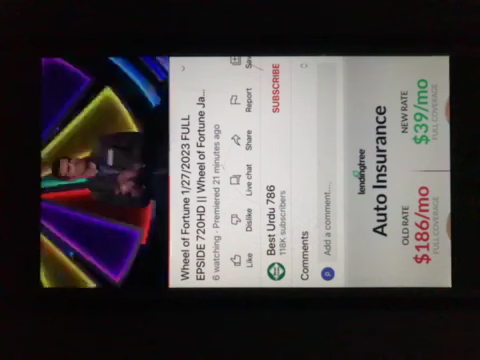 Wheel of Fortune 1/27/2023 FULL
EPSIDE 720HD || Wheel of Fortune Ja...
6 watching · Premiered 21 minutes ago
Like
Dislike
Live chat
Share
Report
Best Urdu 786
118K subscribers
SUBSCRIBE
Comments
P
Add a comment...
lendingtree
Auto Insurance
OLD RATE
$186/mo
FULL COVERAGE
NEW RATE
$39/mo
FULL COVERAGE